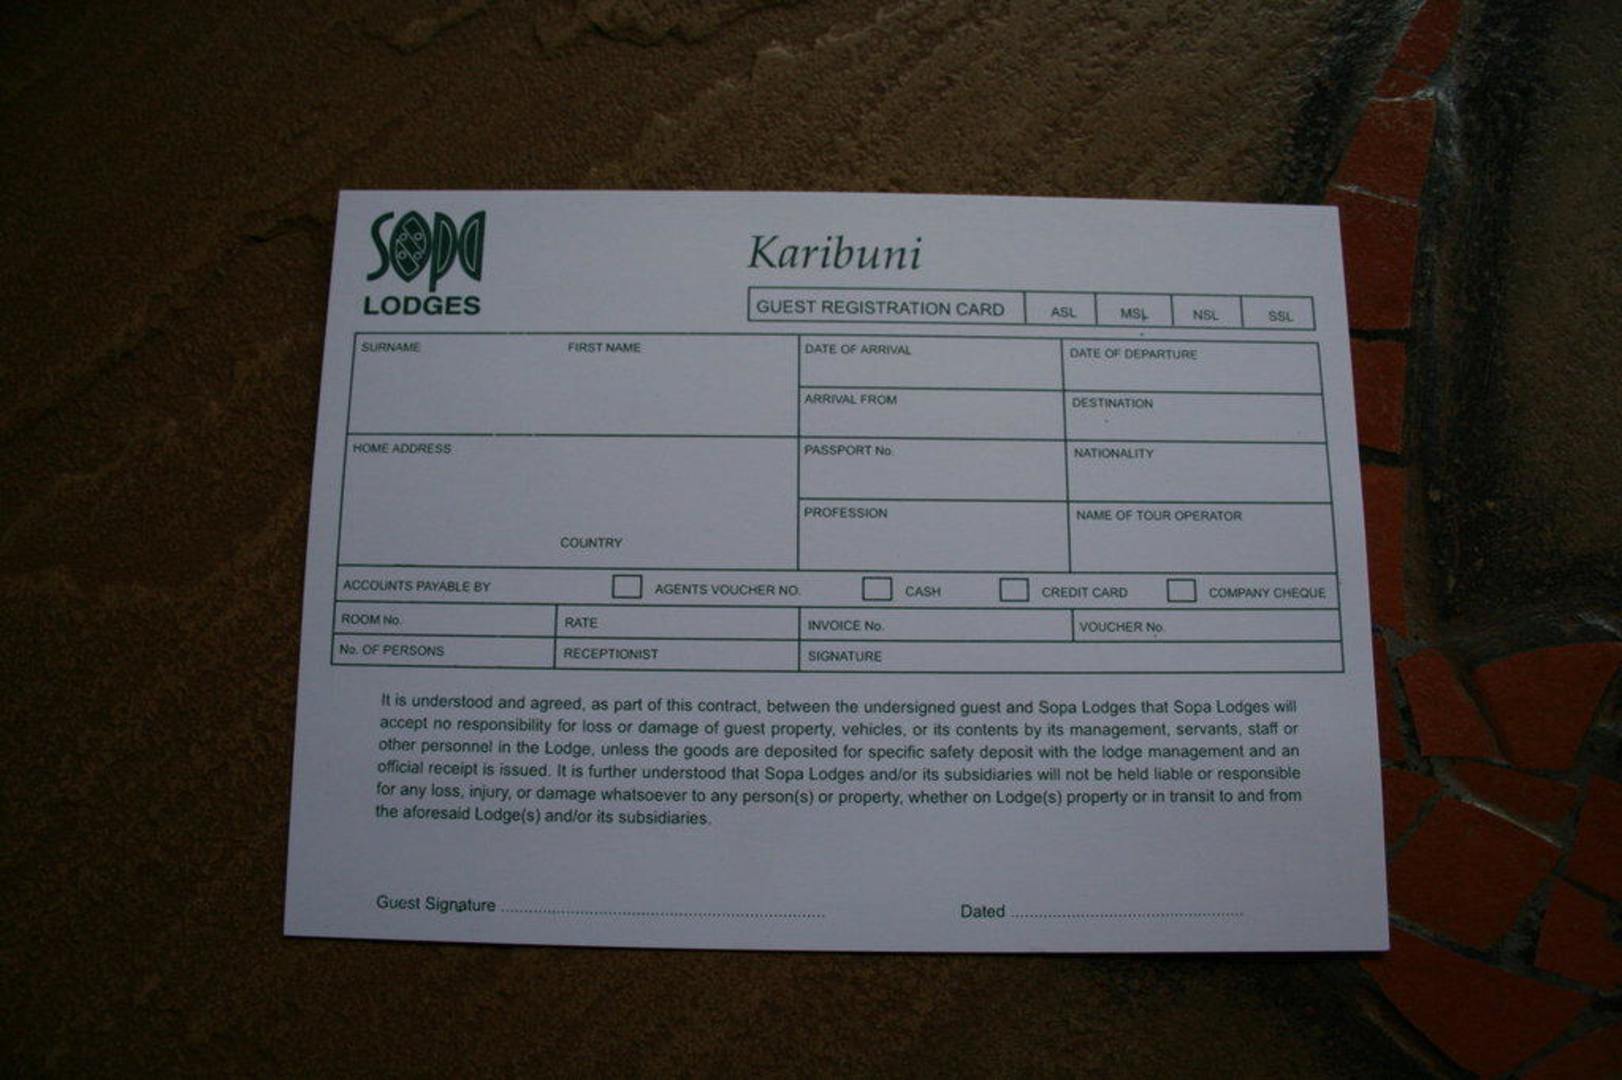 SOPA
LODGES
Karibuni
GUEST REGISTRATION CARD ASL MSL NSL SSL
SURNAME FIRST NAME DATE OF ARRIVAL DATE OF DEPARTURE
ARRIVAL FROM DESTINATION
HOME ADDRESS PASSPORT No. NATIONALITY
PROFESSION NAME OF TOUR OPERATOR
COUNTRY
ACCOUNTS PAYABLE BY AGENTS VOUCHER NO. CASH CREDIT CARD COMPANY CHEQUE
ROOM No. RATE INVOICE No. VOUCHER No.
No. OF PERSONS RECEPTIONIST SIGNATURE
It is understood and agreed, as part of this contract, between the undersigned guest and Sopa Lodges that Sopa Lodges will
accept no responsibility for loss or damage of guest property, vehicles, or its contents by its management, servants, staff or
other personnel in the Lodge, unless the goods are deposited for specific safety deposit with the lodge management and an
official receipt is issued. It is further understood that Sopa Lodges and/or its subsidiaries will not be held liable or responsible
for any loss, injury, or damage whatsoever to any person(s) or property, whether on Lodge(s) property or in transit to and from
the aforesaid Lodge(s) and/or its subsidiaries.
Guest Signature ........................................ Dated ........................................